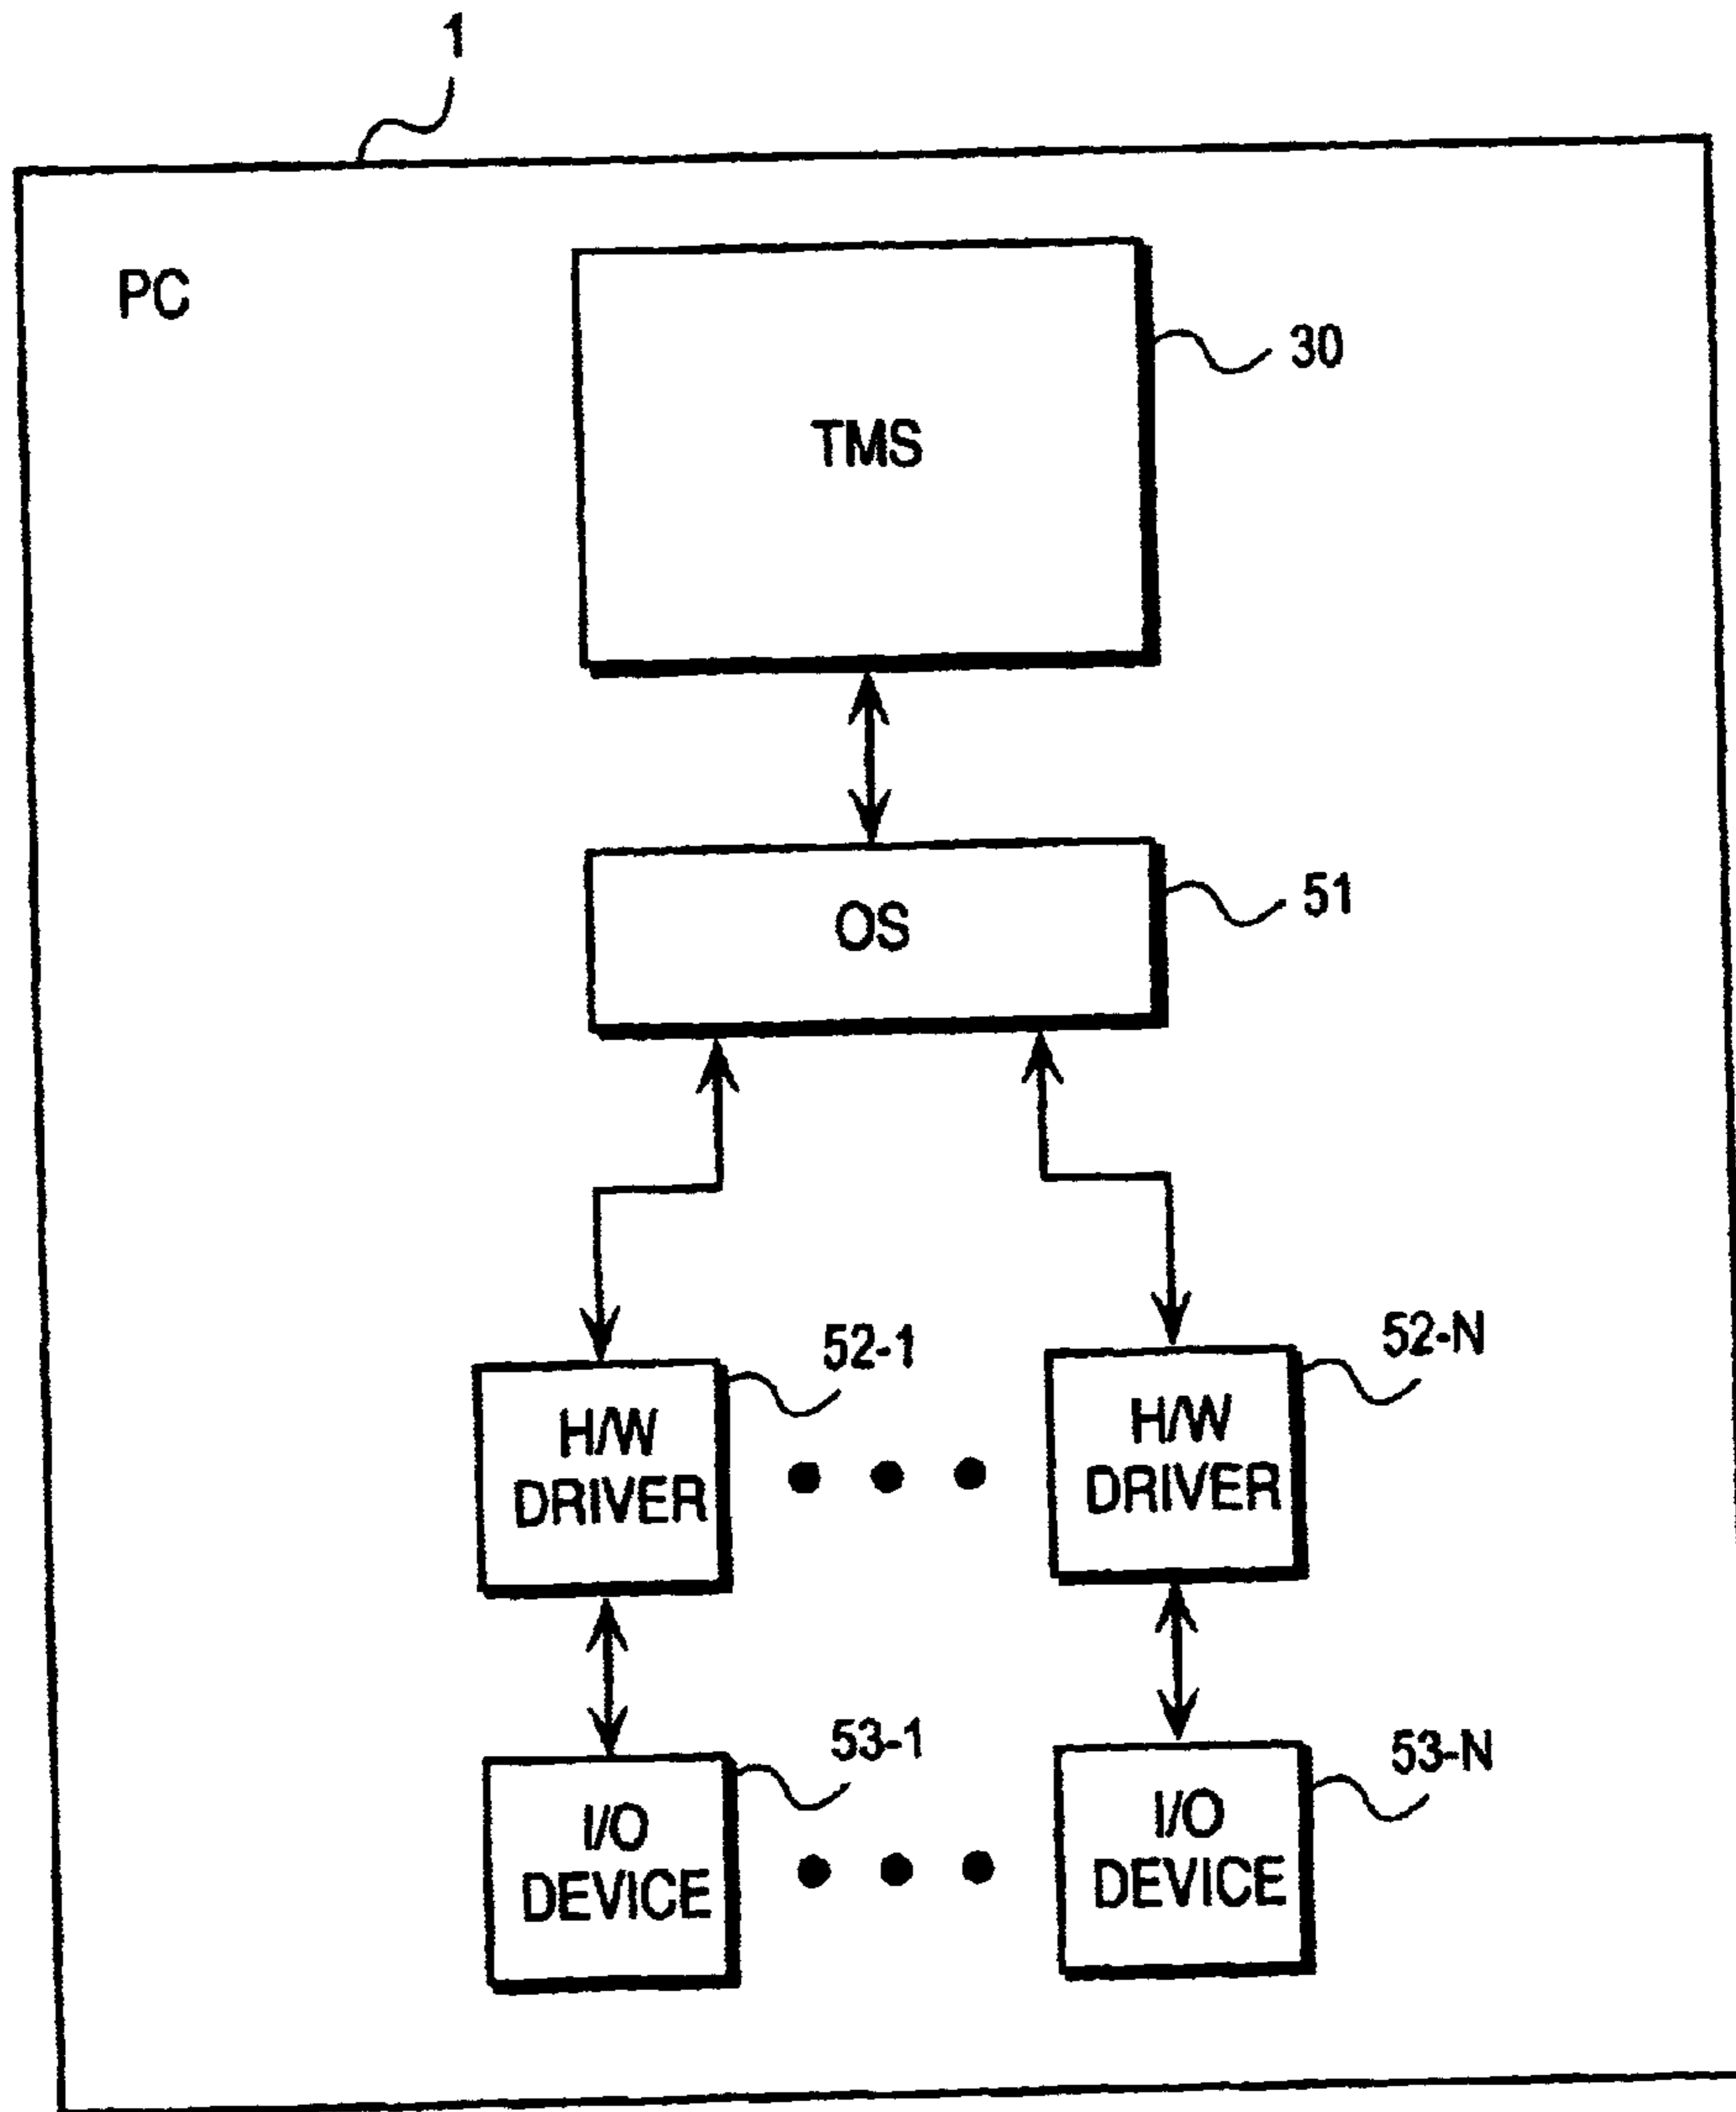 1
PC
30
TMS
51
OS
52-1
52-N
H/W
DRIVER
H/W
DRIVER
53-1
53-N
I/O
DEVICE
I/O
DEVICE